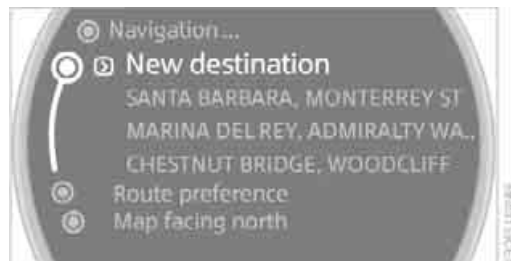 Navigation...
New destination
SANTA BARBARA, MONTERREY ST
MARINA DEL REY, ADMIRALTY WA..
CHESTNUT BRIDGE, WOODCLIFF
Route preference
Map facing north